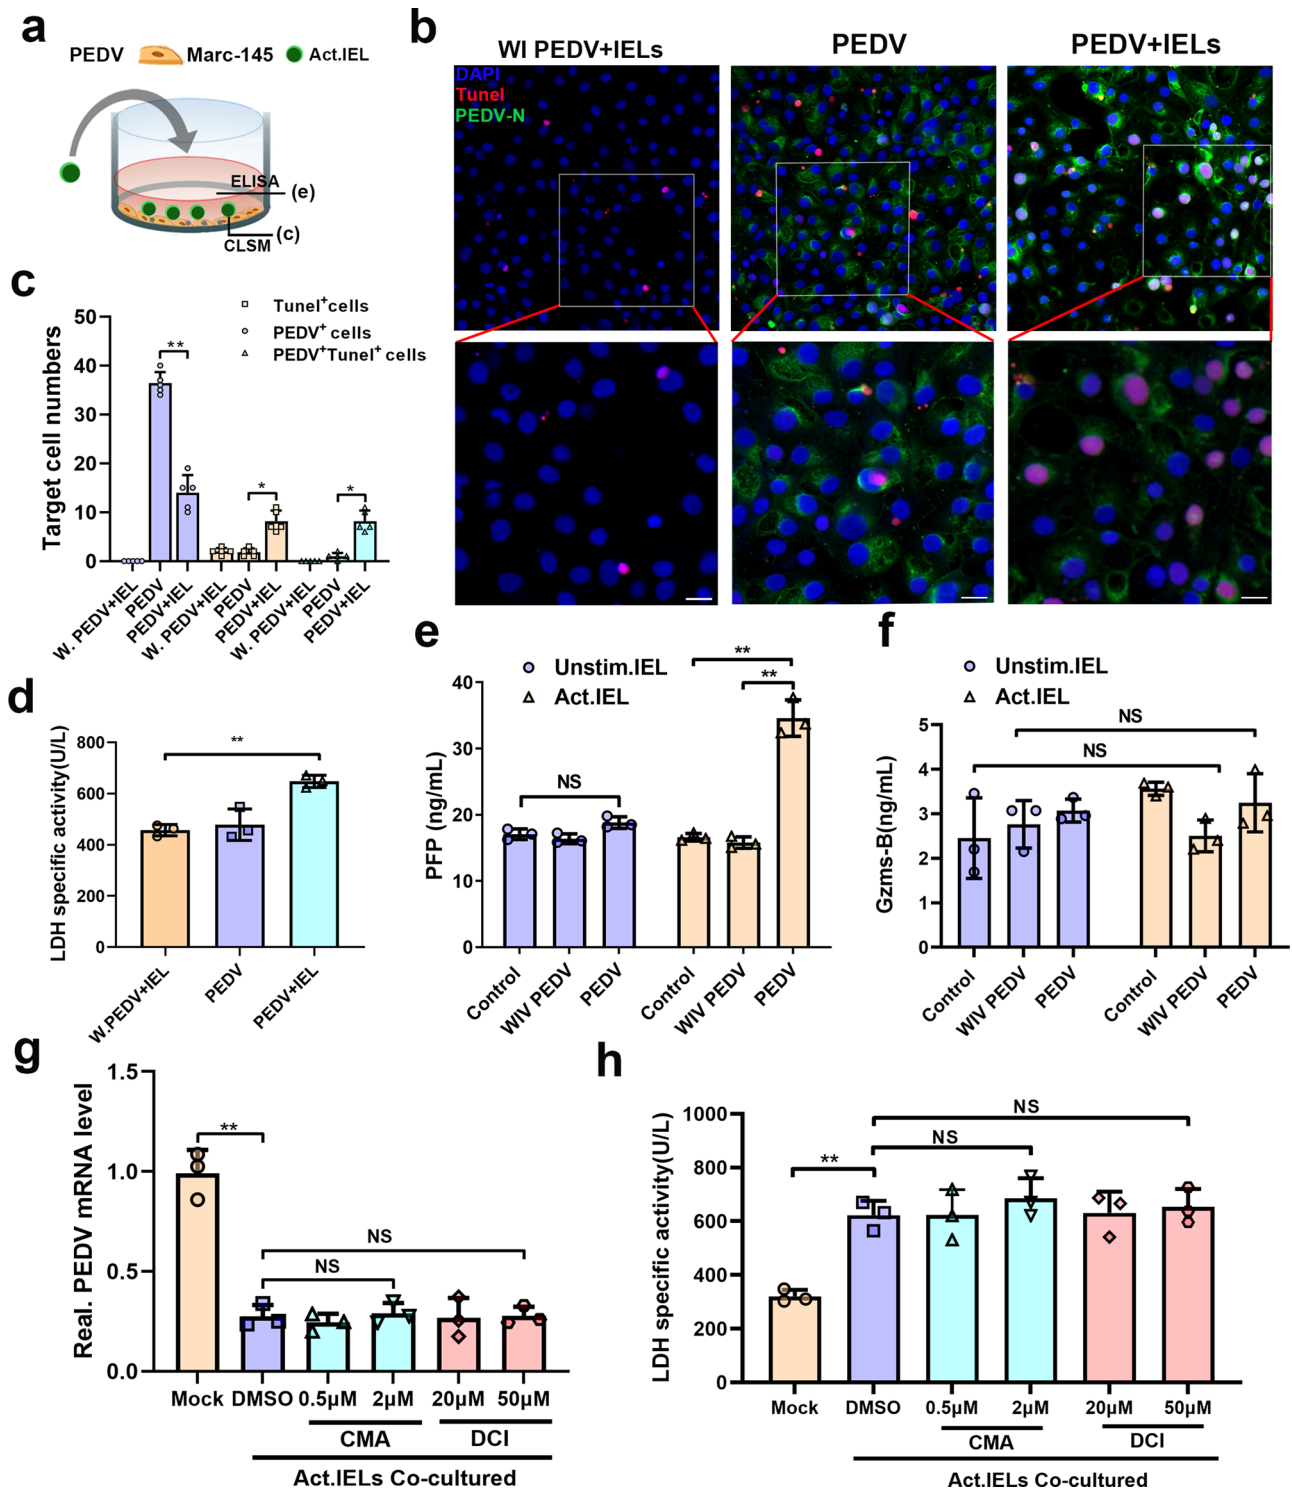 a
PEDV Marc-145 Act.IEL
ELISA (e)
CLSM (c)
b
WI PEDV+IELs PEDV PEDV+IELs
DAPI
Tunel
PEDV-N
c
Tunel+cells
PEDV+ cells
PEDV+Tunel+ cells
Target cell numbers
50
40
30
20
10
0
** * *
W. PEDV+IEL PEDV PEDV+IEL W. PEDV+IEL PEDV PEDV+IEL W. PEDV+IEL PEDV PEDV+IEL
d
LDH specific activity(U/L)
800
600
400
200
0
**
W.PEDV+IEL PEDV PEDV+IEL
e
Unstim.IEL
Act.IEL
PFP (ng/mL)
40
30
20
10
0
NS ** **
Control WIV PEDV PEDV Control WIV PEDV PEDV
f
Unstim.IEL
Act.IEL
Gzms-B(ng/mL)
5
4
3
2
1
0
NS
NS
Control WIV PEDV PEDV Control WIV PEDV PEDV
g
Real. PEDV mRNA level
1.5
1.0
0.5
0.0
**
NS
NS
Mock DMSO 0.5μM 2μM 20μM 50μM
CMA DCI
Act.IELs Co-cultured
h
LDH specific activity(U/L)
1000
800
600
400
200
0
NS
NS
**
Mock DMSO 0.5μM 2μM 20μM 50μM
CMA DCI
Act.IELs Co-cultured